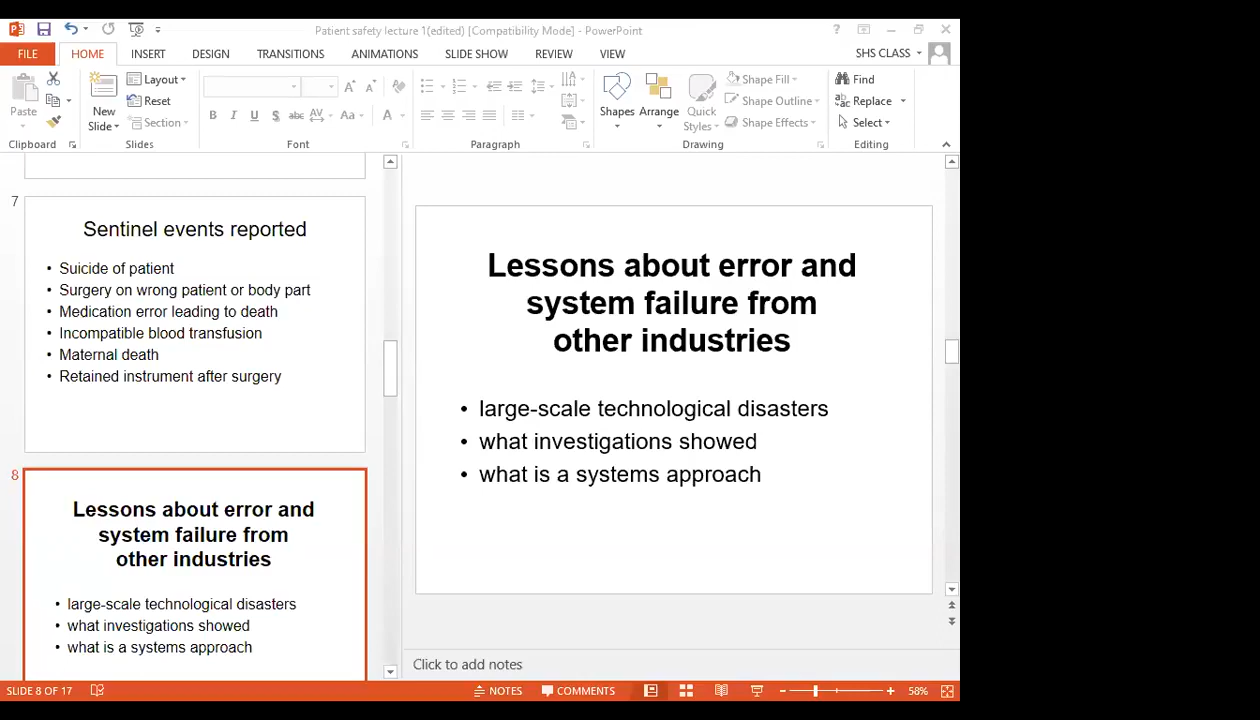 Patient safety lecture 1(edited) [Compatibility Mode] - PowerPoint
?
FILE HOME INSERT DESIGN TRANSITIONS ANIMATIONS SLIDE SHOW REVIEW VIEW SHS CLASS
Paste
New Slide
Layout
Reset
Section
B I U S abc AV Aa A
Shapes
Arrange
Quick Styles
Shape Fill
Shape Outline
Shape Effects
Find
Replace
Select
Clipboard Slides Font Paragraph Drawing Editing
7
Sentinel events reported
• Suicide of patient
• Surgery on wrong patient or body part
• Medication error leading to death
• Incompatible blood transfusion
• Maternal death
• Retained instrument after surgery
8
Lessons about error and
system failure from
other industries
• large-scale technological disasters
• what investigations showed
• what is a systems approach
Lessons about error and
system failure from
other industries
• large-scale technological disasters
• what investigations showed
• what is a systems approach
Click to add notes
SLIDE 8 OF 17 NOTES COMMENTS 58%